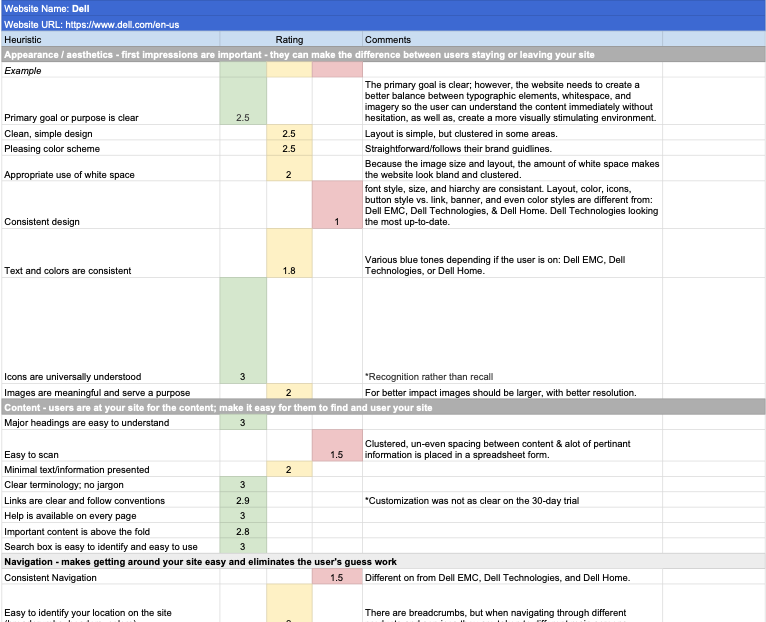 Website Name: Dell
Website URL: https://www.dell.com/en-us
Heuristic Rating Comments
Appearance / aesthetics - first impressions are important - they can make the difference between users staying or leaving your site
Example
The primary goal is clear; however, the website needs to create a
better balance between typographic elements, whitespace, and
imagery so the user can understand the content immediately without
Primary goal or purpose is clear 2.5 hesitation, as well as, create a more visually stimulating environment.
Clean, simple design 2.5 Layout is simple, but clustered in some areas.
Pleasing color scheme 2.5 Straightforward/follows their brand guidlines.
Because the image size and layout, the amount of white space makes
Appropriate use of white space 2 the website look bland and clustered.
font style, size, and hiarchy are consistant. Layout, color, icons,
button style vs. link, banner, and even color styles are different from:
Dell EMC, Dell Technologies, & Dell Home. Dell Technologies looking
Consistent design 1 the most up-to-date.
Various blue tones depending if the user is on: Dell EMC, Dell
Text and colors are consistent 1.8 Technologies, or Dell Home.
Icons are universally understood 3 *Recognition rather than recall
Images are meaningful and serve a purpose 2 For better impact images should be larger, with better resolution.
Content - users are at your site for the content; make it easy for them to find and user your site
Major headings are easy to understand 3
Clustered, un-even spacing between content & alot of pertinant
Easy to scan 1.5 information is placed in a spreadsheet form.
Minimal text/information presented 2
Clear terminology; no jargon 3
Links are clear and follow conventions 2.9 *Customization was not as clear on the 30-day trial
Help is available on every page 3
Important content is above the fold 2.8
Search box is easy to identify and easy to use 3
Navigation - makes getting around your site easy and eliminates the user's guess work
Consistent Navigation 1.5 Different on from Dell EMC, Dell Technologies, and Dell Home.
Easy to identify your location on the site There are breadcrumbs, but when navigating through different